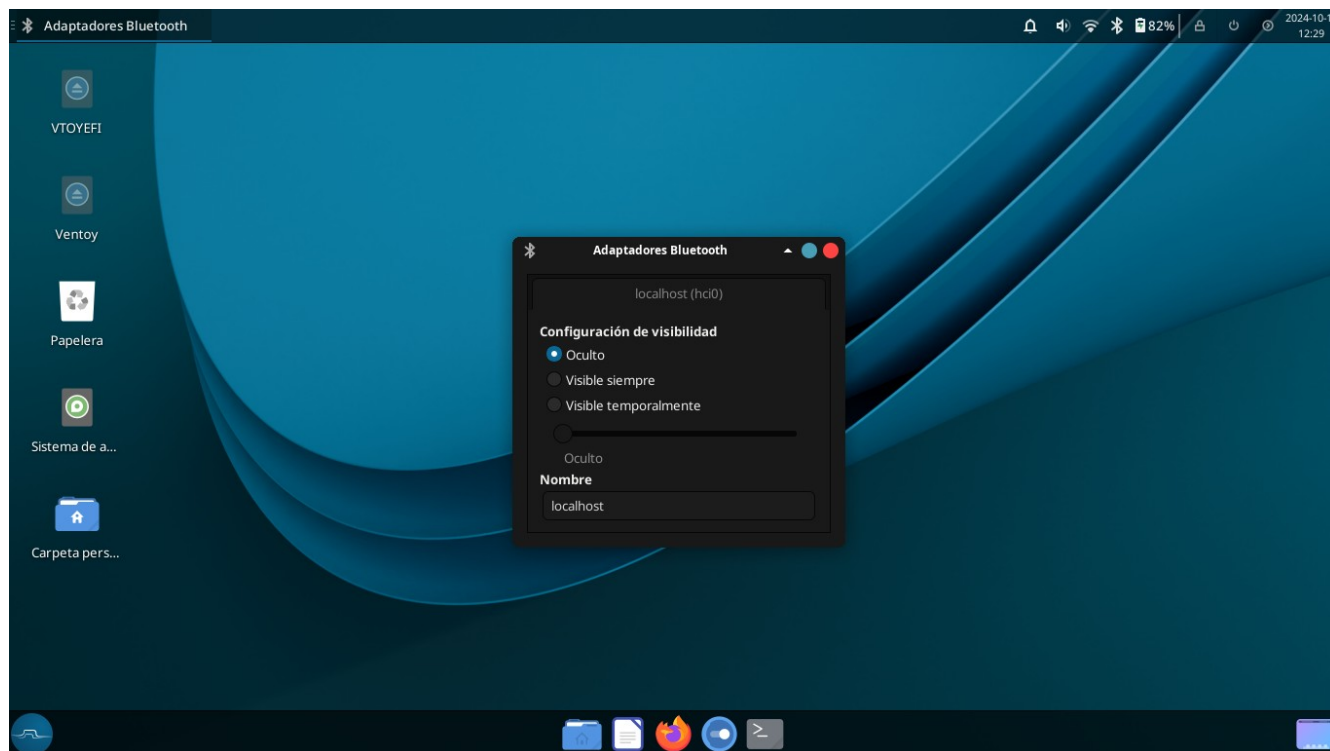 Adaptadores Bluetooth
82%
2024-10-1
12:29
VTOYEFI
Ventoy
Papelera
Sistema de a...
Carpeta pers...
Adaptadores Bluetooth
localhost (hci0)
Configuración de visibilidad
Oculto
Visible siempre
Visible temporalmente
Oculto
Nombre
localhost